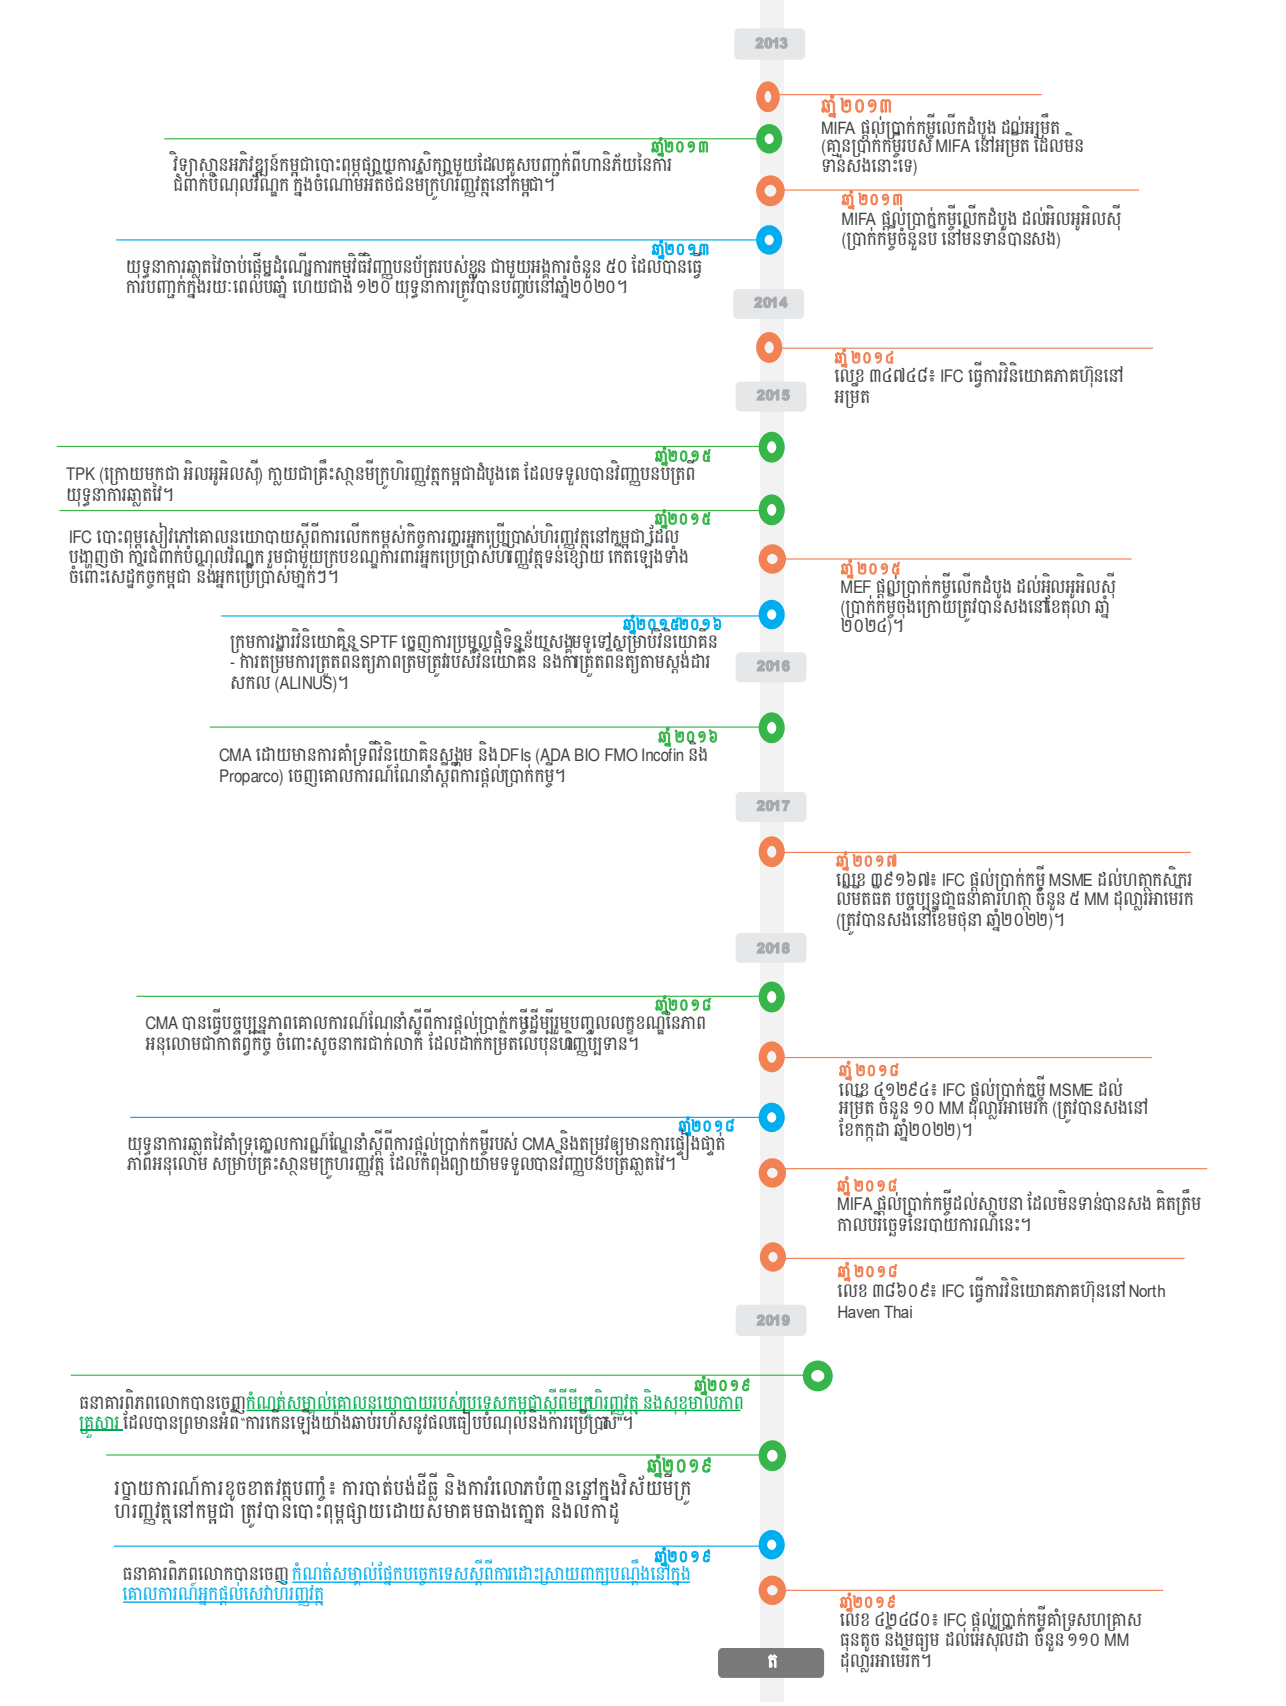 2013
ឆ្នាំ ២០១៣
MIFA ផ្តល់ប្រាក់កម្ចីលើកដំបូង ដល់អម្រឹត
(គ្មានប្រាក់កម្ចីរបស់ MIFA នៅអម្រឹត ដែលមិន
ទាន់សងនោះទេ)
ឆ្នាំ២០១៣
វិទ្យាស្ថានអភិវឌ្ឍន៍កម្ពុជាបោះពុម្ពផ្សាយការសិក្សាមួយដែលគូសបញ្ជាក់ពីហានិភ័យនៃការ
ជំពាក់បំណុលវ័ណ្ឌក ក្នុងចំណោមអតិថិជនមីក្រូហិរញ្ញវត្ថុនៅកម្ពុជា។
ឆ្នាំ ២០១៣
MIFA ផ្តល់ប្រាក់កម្ចីលើកដំបូង ដល់អិលអូអិលស៊ី
(ប្រាក់កម្ចីចំនួនបី នៅមិនទាន់បានសង)
ឆ្នាំ២០១៣
យុទ្ធនាការឆ្លាតវៃចាប់ផ្តើមដំណើរការកម្មវិធីវិញ្ញាបនប័ត្ររបស់ខ្លួន ជាមួយអង្គការចំនួន ៥០ ដែលបានធ្វើ
ការបញ្ជាក់ក្នុងរយៈពេលបីឆ្នាំ ហើយជាង ១២០ យុទ្ធនាការត្រូវបានបញ្ចប់នៅឆ្នាំ២០២០។
2014
ឆ្នាំ ២០១៤
លេខ ៣៤៧៤៨៖ IFC ធ្វើការវិនិយោគភាគហ៊ុននៅ
អម្រឹត
2015
ឆ្នាំ២០១៥
TPK (ក្រោយមកជា អិលអូអិលស៊ី) ក្លាយជាគ្រឹះស្ថានមីក្រូហិរញ្ញវត្ថុកម្ពុជាដំបូងគេ ដែលទទួលបានវិញ្ញាបនប័ត្រពី
យុទ្ធនាការឆ្លាតវៃ។
ឆ្នាំ២០១៥
IFC បោះពុម្ពសៀវភៅគោលនយោបាយស្តីពីការលើកកម្ពស់កិច្ចការពារអ្នកប្រើប្រាស់ហិរញ្ញវត្ថុនៅកម្ពុជា ដែល
បង្ហាញថា ការជំពាក់បំណុលវ័ណ្ឌក រួមជាមួយក្របខណ្ឌការពារអ្នកប្រើប្រាស់ហិរញ្ញវត្ថុទន់ខ្សោយ កើតឡើងទាំង
ចំពោះសេដ្ឋកិច្ចកម្ពុជា និងអ្នកប្រើប្រាស់ម្នាក់ៗ។
ឆ្នាំ ២០១៥
MEF ផ្តល់ប្រាក់កម្ចីលើកដំបូង ដល់អិលអូអិលស៊ី
(ប្រាក់កម្ចីចុងក្រោយត្រូវបានសងនៅខែតុលា ឆ្នាំ
២០២៤)។
ឆ្នាំ២០១៥២០១៦
ក្រុមការងារវិនិយោគិន SPTF ចេញការប្រមូលផ្តុំទិន្នន័យសង្គមទូទៅសម្រាប់វិនិយោគិន
- ការតម្រឹមការត្រួតពិនិត្យភាពត្រឹមត្រូវរបស់វិនិយោគិន និងការត្រួតពិនិត្យតាមស្តង់ដារ
សកល (ALINUS)។
2016
ឆ្នាំ ២០១៦
CMA ដោយមានការគាំទ្រពីវិនិយោគិនសង្គម និង DFIs (ADA BIO FMO Incofin និង
Proparco) ចេញគោលការណ៍ណែនាំស្តីពីការផ្តល់ប្រាក់កម្ចី។
2017
ឆ្នាំ ២០១៧
លេខ ៣៩១៦៧៖ IFC ផ្តល់ប្រាក់កម្ចី MSME ដល់ហត្ថាកសិករ
លីមីតធីត បច្ចុប្បន្នជាធនាគារហត្ថា ចំនួន ៥ MM ដុល្លារអាមេរិក
(ត្រូវបានសងនៅខែមិថុនា ឆ្នាំ២០២២)។
2018
ឆ្នាំ២០១៨
CMA បានធ្វើបច្ចុប្បន្នភាពគោលការណ៍ណែនាំស្តីពីការផ្តល់ប្រាក់កម្ចីដើម្បីរួមបញ្ចូលលក្ខខណ្ឌនៃភាព
អនុលោមជាកាតព្វកិច្ច ចំពោះសូចនាករជាក់លាក់ ដែលដាក់កម្រិតលើបុនហិរញ្ញប្បទាន។
ឆ្នាំ ២០១៨
លេខ ៤១២៩៤៖ IFC ផ្តល់ប្រាក់កម្ចី MSME ដល់
អម្រឹត ចំនួន ១០ MM ដុល្លារអាមេរិក (ត្រូវបានសងនៅ
ខែកក្កដា ឆ្នាំ២០២២)។
ឆ្នាំ២០១៨
យុទ្ធនាការឆ្លាតវៃគាំទ្រគោលការណ៍ណែនាំស្តីពីការផ្តល់ប្រាក់កម្ចីរបស់ CMA និងតម្រូវឲ្យមានការផ្ទៀងផ្ទាត់
ភាពអនុលោម សម្រាប់គ្រឹះស្ថានមីក្រូហិរញ្ញវត្ថុ ដែលកំពុងព្យាយាមទទួលបានវិញ្ញាបនប័ត្រឆ្លាតវៃ។
ឆ្នាំ ២០១៨
MIFA ផ្តល់ប្រាក់កម្ចីដល់ស្ថាបនា ដែលមិនទាន់បានសង គិតត្រឹម
កាលបរិច្ឆេទនៃរបាយការណ៍នេះ។
ឆ្នាំ ២០១៨
លេខ ៣៨៦០៩៖ IFC ធ្វើការវិនិយោគភាគហ៊ុននៅ North
Haven Thai
2019
ឆ្នាំ២០១៩
ធនាគារពិភពលោកបានចេញកំណត់សម្គាល់គោលនយោបាយរបស់ប្រទេសកម្ពុជាស្តីពីមីក្រូហិរញ្ញវត្ថុ និងសុខុមាលភាព
គ្រួសារ ដែលបានព្រមានអំពី “ការកើនឡើងយ៉ាងឆាប់រហ័សនូវផលធៀបបំណុលនិងការប្រើប្រាស់”។
ឆ្នាំ២០១៩
របាយការណ៍ការខូចខាតវត្ថុបញ្ចាំ៖ ការបាត់បង់ដីធ្លី និងការរំលោភបំពាននៅក្នុងវិស័យមីក្រូ
ហិរញ្ញវត្ថុនៅកម្ពុជា ត្រូវបានបោះពុម្ពផ្សាយដោយសមាគមធាងត្នោត និងលីកាដូ
ឆ្នាំ២០១៩
ធនាគារពិភពលោកបានចេញ កំណត់សម្គាល់ផ្នែកបច្ចេកទេសស្តីពីការដោះស្រាយពាក្យបណ្តឹងនៅក្នុង
គោលការណ៍អ្នកផ្តល់សេវាហិរញ្ញវត្ថុ
ឆ្នាំ២០១៩
លេខ ៤២៤៨០៖ IFC ផ្តល់ប្រាក់កម្ចីគាំទ្រសហគ្រាស
ធុនតូច និងមធ្យម ដល់អេស៊ីលីដា ចំនួន ១១០ MM
ដុល្លារអាមេរិក។
ត